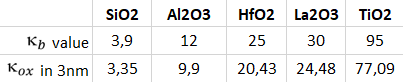 SiO2 Al2O3 HfO2 La2O3 TiO2
κb value 3,9 12 25 30 95
κox in 3nm 3,35 9,9 20,43 24,48 77,09